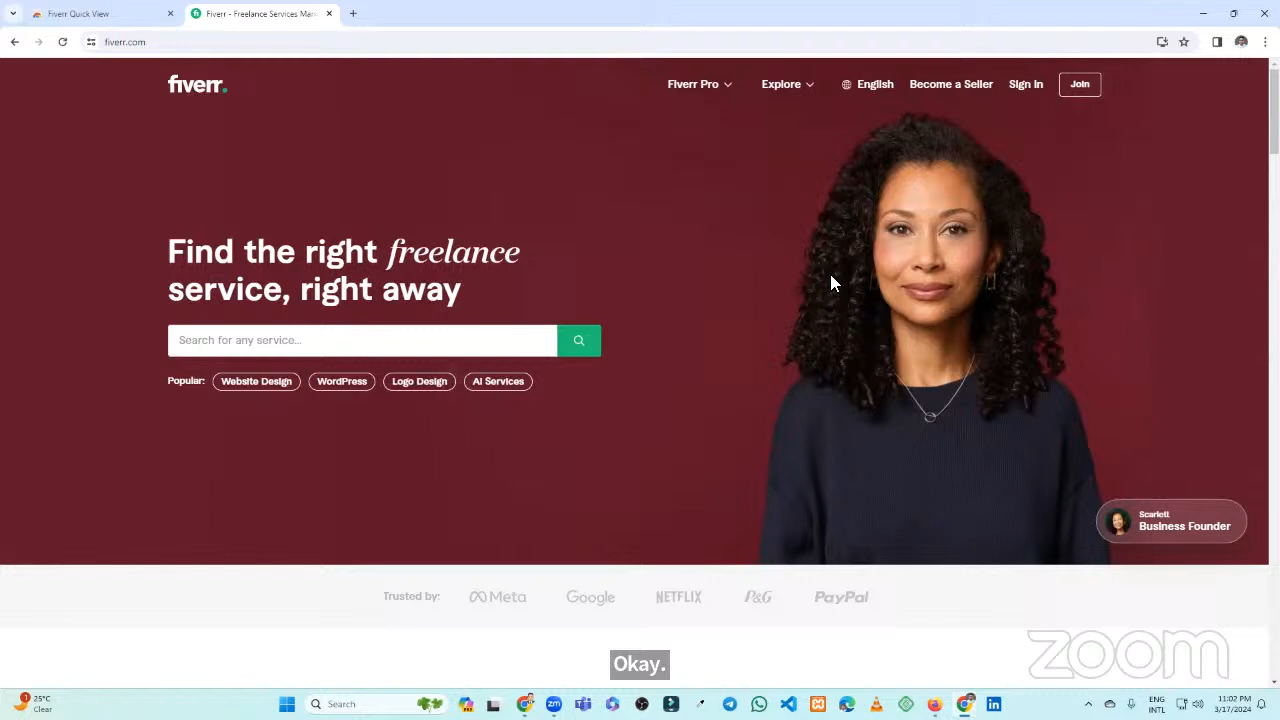 Fiverr Quick View
Fiverr - Freelance Services Mar
fiverr.com
fiverr.
Fiverr Pro
Explore
English
Become a Seller
Sign In
Join
Find the right freelance
service, right away
Search for any service...
Popular:
Website Design
WordPress
Logo Design
AI Services
Scarlett
Business Founder
Trusted by:
Meta
Google
NETFLIX
P&G
PayPal
Okay.
zoom
25°C
Clear
Search
ENG
INTL
11:02 PM
3/17/2024